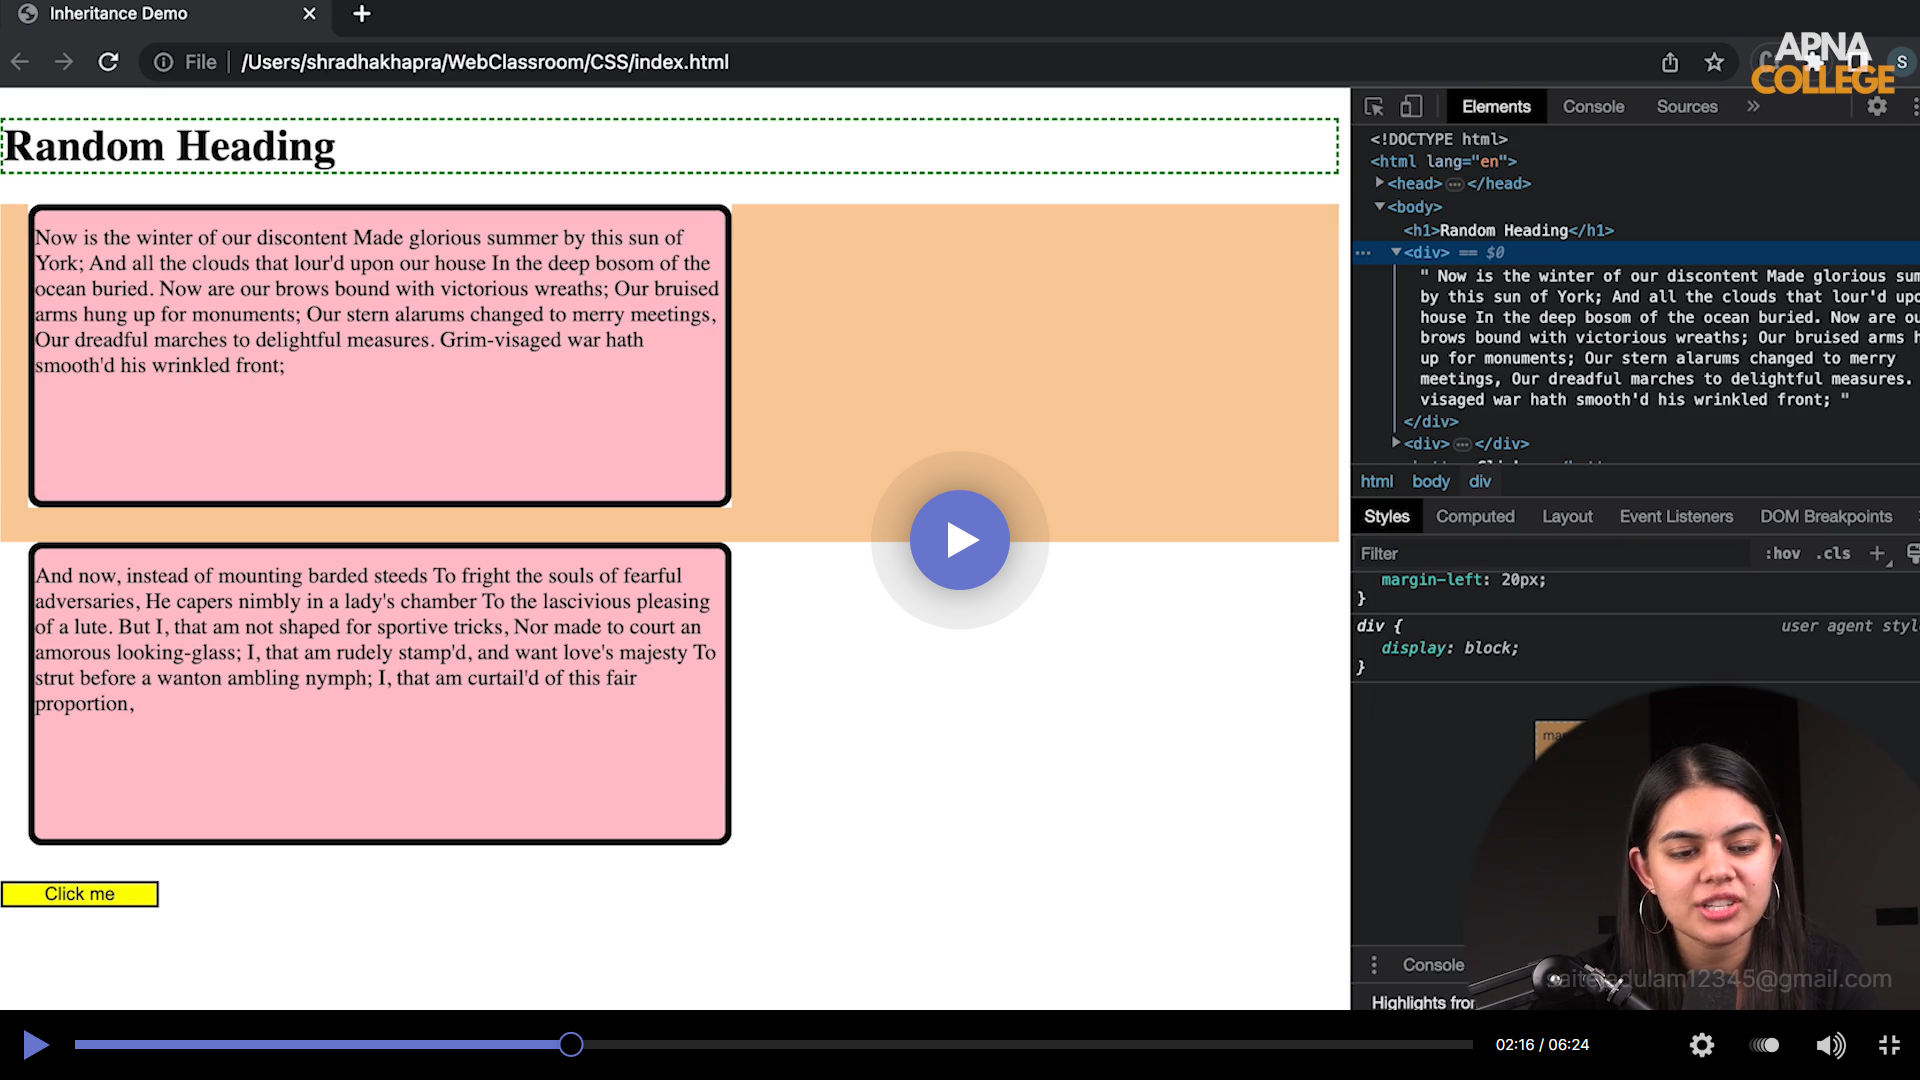 Inheritance Demo
File
/Users/shradhakhapra/WebClassroom/CSS/index.html
APNA
COLLEGE
S
Random Heading
Now is the winter of our discontent Made glorious summer by this sun of
York; And all the clouds that lour'd upon our house In the deep bosom of the
ocean buried. Now are our brows bound with victorious wreaths; Our bruised
arms hung up for monuments; Our stern alarums changed to merry meetings,
Our dreadful marches to delightful measures. Grim-visaged war hath
smooth'd his wrinkled front;
And now, instead of mounting barded steeds To fright the souls of fearful
adversaries, He capers nimbly in a lady's chamber To the lascivious pleasing
of a lute. But I, that am not shaped for sportive tricks, Nor made to court an
amorous looking-glass; I, that am rudely stamp'd, and want love's majesty To
strut before a wanton ambling nymph; I, that am curtail'd of this fair
proportion,
Click me
Elements Console Sources »
<!DOCTYPE html>
<html lang="en">
<head> </head>
<body>
<h1>Random Heading</h1>
<div> == $0
" Now is the winter of our discontent Made glorious
by this sun of York; And all the clouds that lour'd
house In the deep bosom of the ocean buried. Now are
brows bound with victorious wreaths; Our bruised arms
up for monuments; Our stern alarums changed to merry
meetings, Our dreadful marches to delightful measures.
visaged war hath smooth'd his wrinkled front; "
</div>
<div> </div>
html body div
Styles Computed Layout Event Listeners DOM Breakpoints
Filter :hov .cls +
margin-left: 20px;
}
div { user agent
display: block;
}
Console
12345@gmail.com
02:16 / 06:24